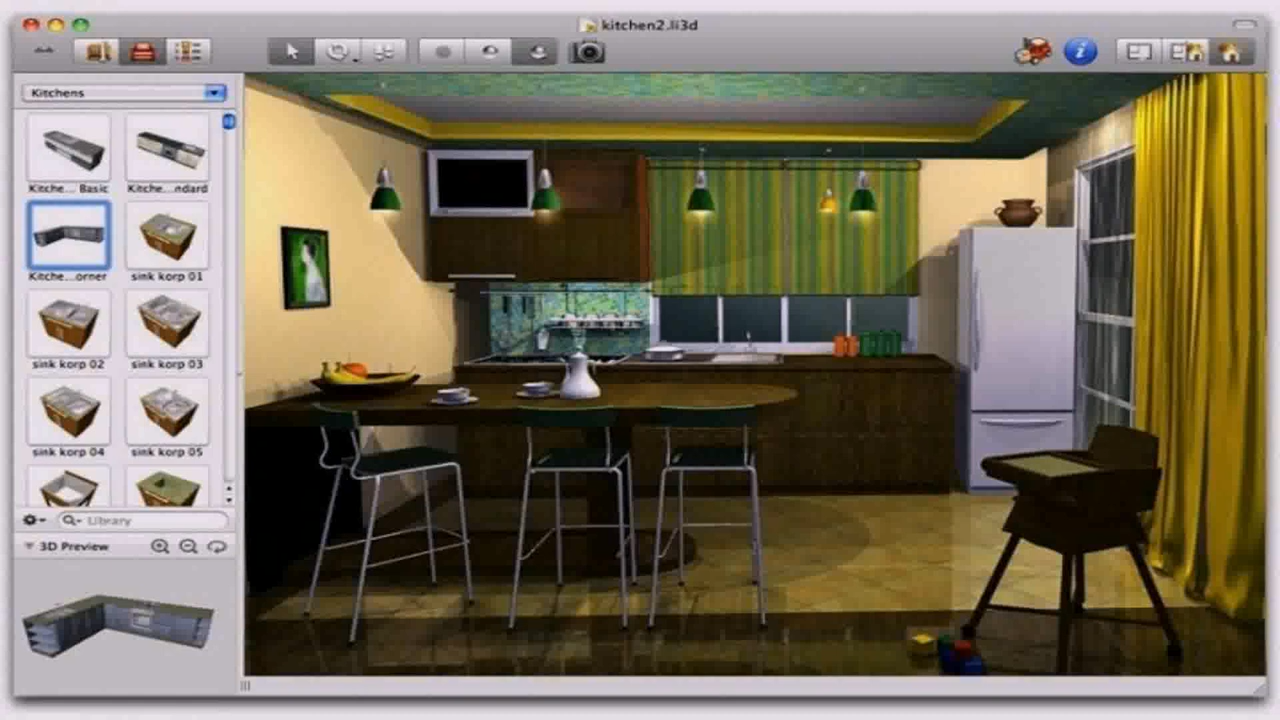 kitchen2.li3d
Kitchens
Kitche... Basic
Kitche...ndard
Kitche...orner
sink korp 01
sink korp 02
sink korp 03
sink korp 04
sink korp 05
Library
3D Preview